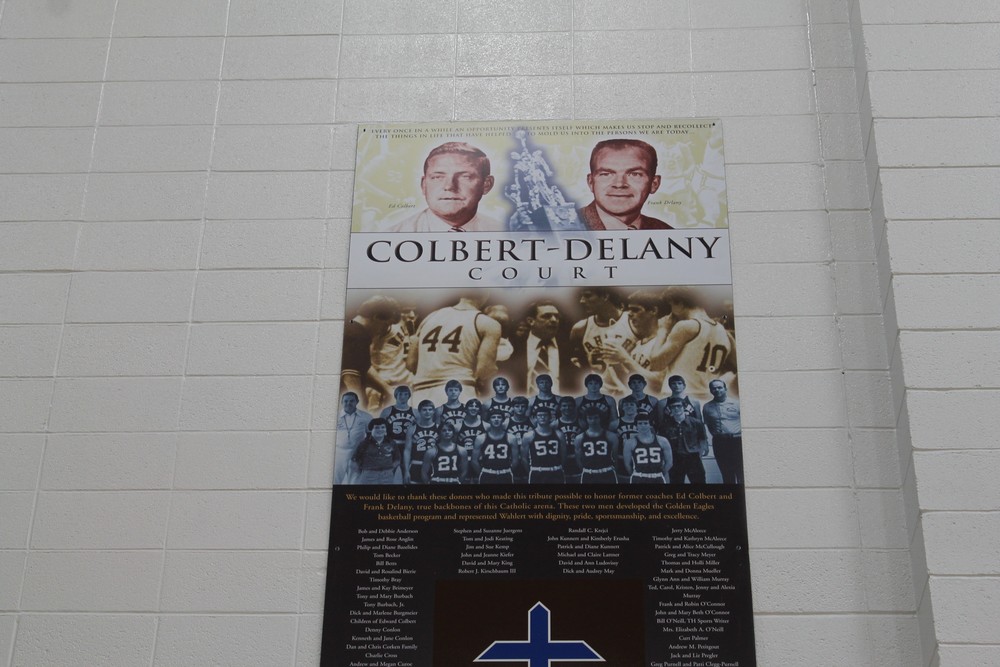 EVERY ONCE IN A WHILE AN OPPORTUNITY PRESENTS ITSELF WHICH MAKES US STOP AND RECOLLECT
THE THINGS IN LIFE THAT HAVE HELPED MOLD US INTO THE PERSONS WE ARE TODAY...
Ed Colbert
Frank Delany
COLBERT-DELANY
COURT
44
10
53
21
43
53
33
25
We would like to thank these donors who made this tribute possible to honor former coaches Ed Colbert and
Frank Delany, true backbones of this Catholic arena. These two men developed the Golden Eagles
basketball program and represented Wahlert with dignity, pride, sportsmanship, and excellence.
Bob and Debbie Anderson
James and Rose Anglin
Philip and Diane Baselides
Tom Becker
Bill Betts
David and Rosalind Bierie
Timothy Bray
James and Kay Brimeyer
Tony and Mary Burbach
Tony Burbach, Jr.
Dick and Marlene Burgmeier
Children of Edward Colbert
Denny Conlon
Kenneth and Jane Conlon
Dan and Chris Corken Family
Charlie Cross
Andrew and Megan Caroe
Stephen and Suzanne Juergens
Tom and Judi Keating
Jim and Sue Kemp
John and Jeanne Kiefer
David and Mary King
Robert J. Kirschbaum III
Randall C. Knijci
John Kunnert and Kimberly Erusha
Patrick and Diane Kunnert
Michael and Claire Lattner
David Ann Ludovissy
Dick and Audrey May
Jerry McAleece
Timothy and Kathryn McAleece
Patrick and Alice McCullough
Greg and Tracy Meyer
Thomas and Holli Miller
Mark and Donna Mueller
Glynn Ann and William Murray
Ted, Carol, Kristen, Jenny and Alexis
Murray
Frank and Robin O'Connor
John and Mary Beth O'Connor
Bill O'Neill, TH Sports Writer
Mrs. Elizabeth A. O'Neill
Curt Palmer
Andrew M. Pettigout
Jack and Liz Pregler
Greg Purnell and Patti Clegg-Purnell